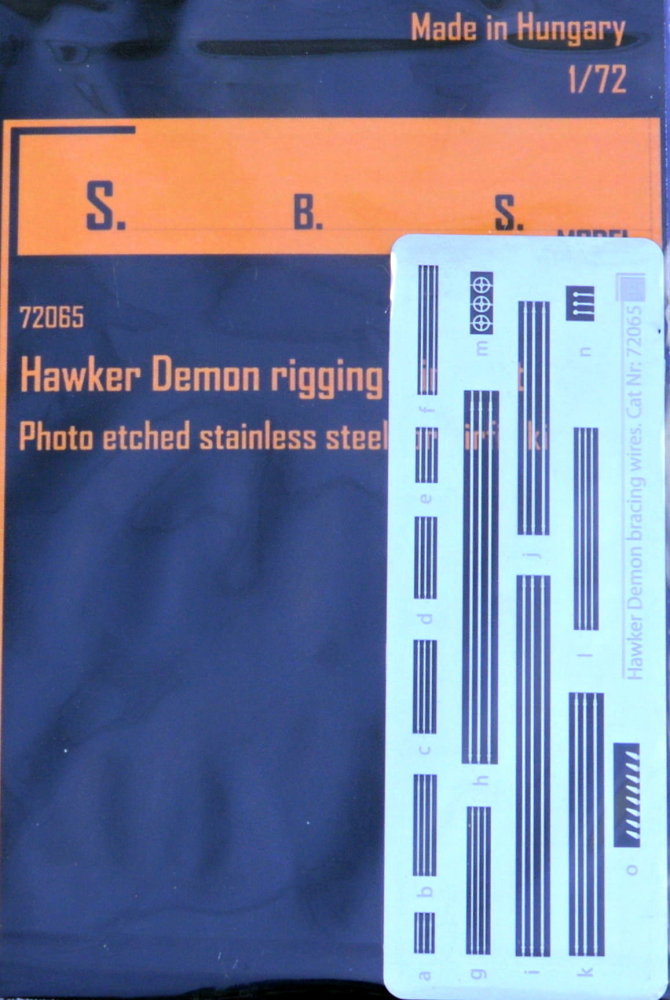 Made in Hungary
1/72
S. B. S.
MODEL
72065
Hawker Demon rigging
Photo etched stainless steel
f
m
n
e
j
d
l
c
h
b
o
a
g
i
k
Hawker Demon bracing wires. Cat Nr: 72065